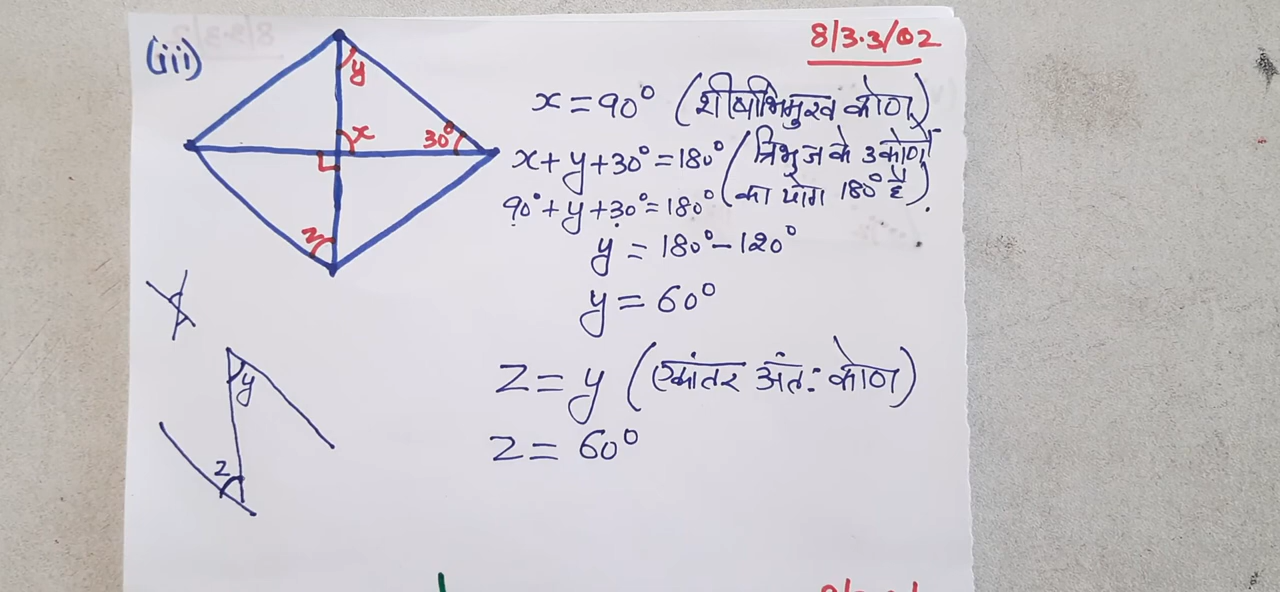 (iii)
8/3.3/02
y
x
30°
z
x = 90° (शीर्षाभिमुख कोण)
x + y + 30° = 180° (त्रिभुज के 3 कोणों
का योग 180° है).
90° + y + 30° = 180°
y = 180° - 120°
y = 60°
z = y (एकांतर अंतः कोण)
z = 60°
y
z